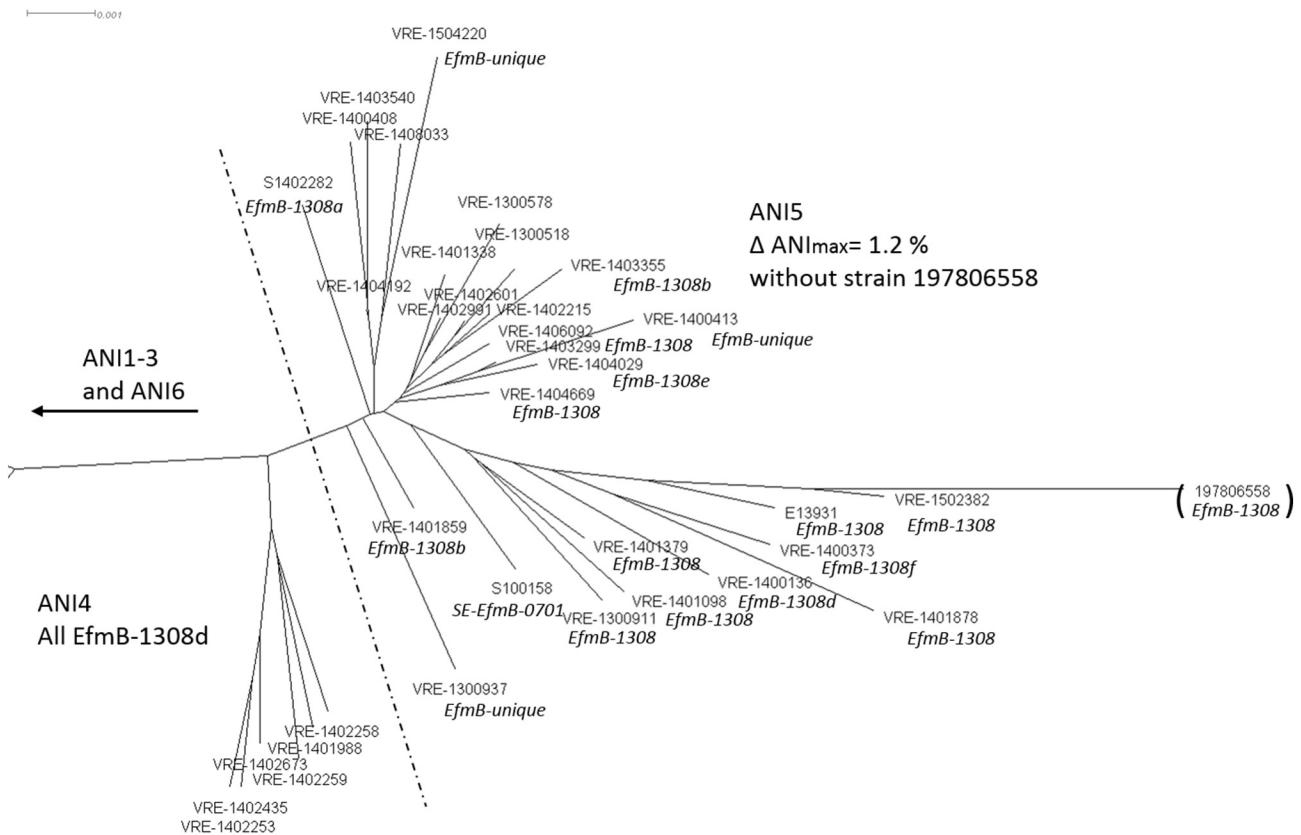 0.001
VRE-1504220
EfmB-unique
VRE-1403540
VRE-1400408
VRE-1408033
S1402282
EfmB-1308a
VRE-1404192
VRE-1300578
VRE-1300518
VRE-1401338
VRE-1403355
EfmB-1308b
VRE-1402601
VRE-1402991
VRE-1402215
VRE-1400413
EfmB-unique
VRE-1406092
EfmB-1308
VRE-1403299
VRE-1404029
EfmB-1308e
VRE-1404669
EfmB-1308
ANI5
Δ ANImax= 1.2 %
without strain 197806558
ANI1-3
and ANI6
( 197806558 )
EfmB-1308
VRE-1502382
EfmB-1308
E13931
EfmB-1308
VRE-1401859
EfmB-1308b
VRE-1401379
EfmB-1308
VRE-1400373
EfmB-1308f
S100158
SE-EfmB-0701
VRE-1400136
EfmB-1308d
VRE-1401098
EfmB-1308
VRE-1300911
EfmB-1308
VRE-1401878
EfmB-1308
ANI4
All EfmB-1308d
VRE-1300937
EfmB-unique
VRE-1402258
VRE-1401988
VRE-1402673
VRE-1402259
VRE-1402435
VRE-1402253